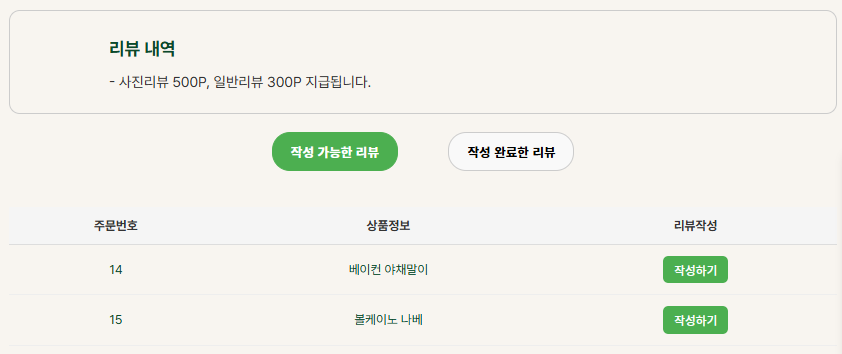 리뷰 내역
- 사진리뷰 500P, 일반리뷰 300P 지급됩니다.
작성 가능한 리뷰 작성 완료한 리뷰
주문번호 상품정보 리뷰작성
14 베이컨 야채말이 작성하기
15 볼케이노 나베 작성하기